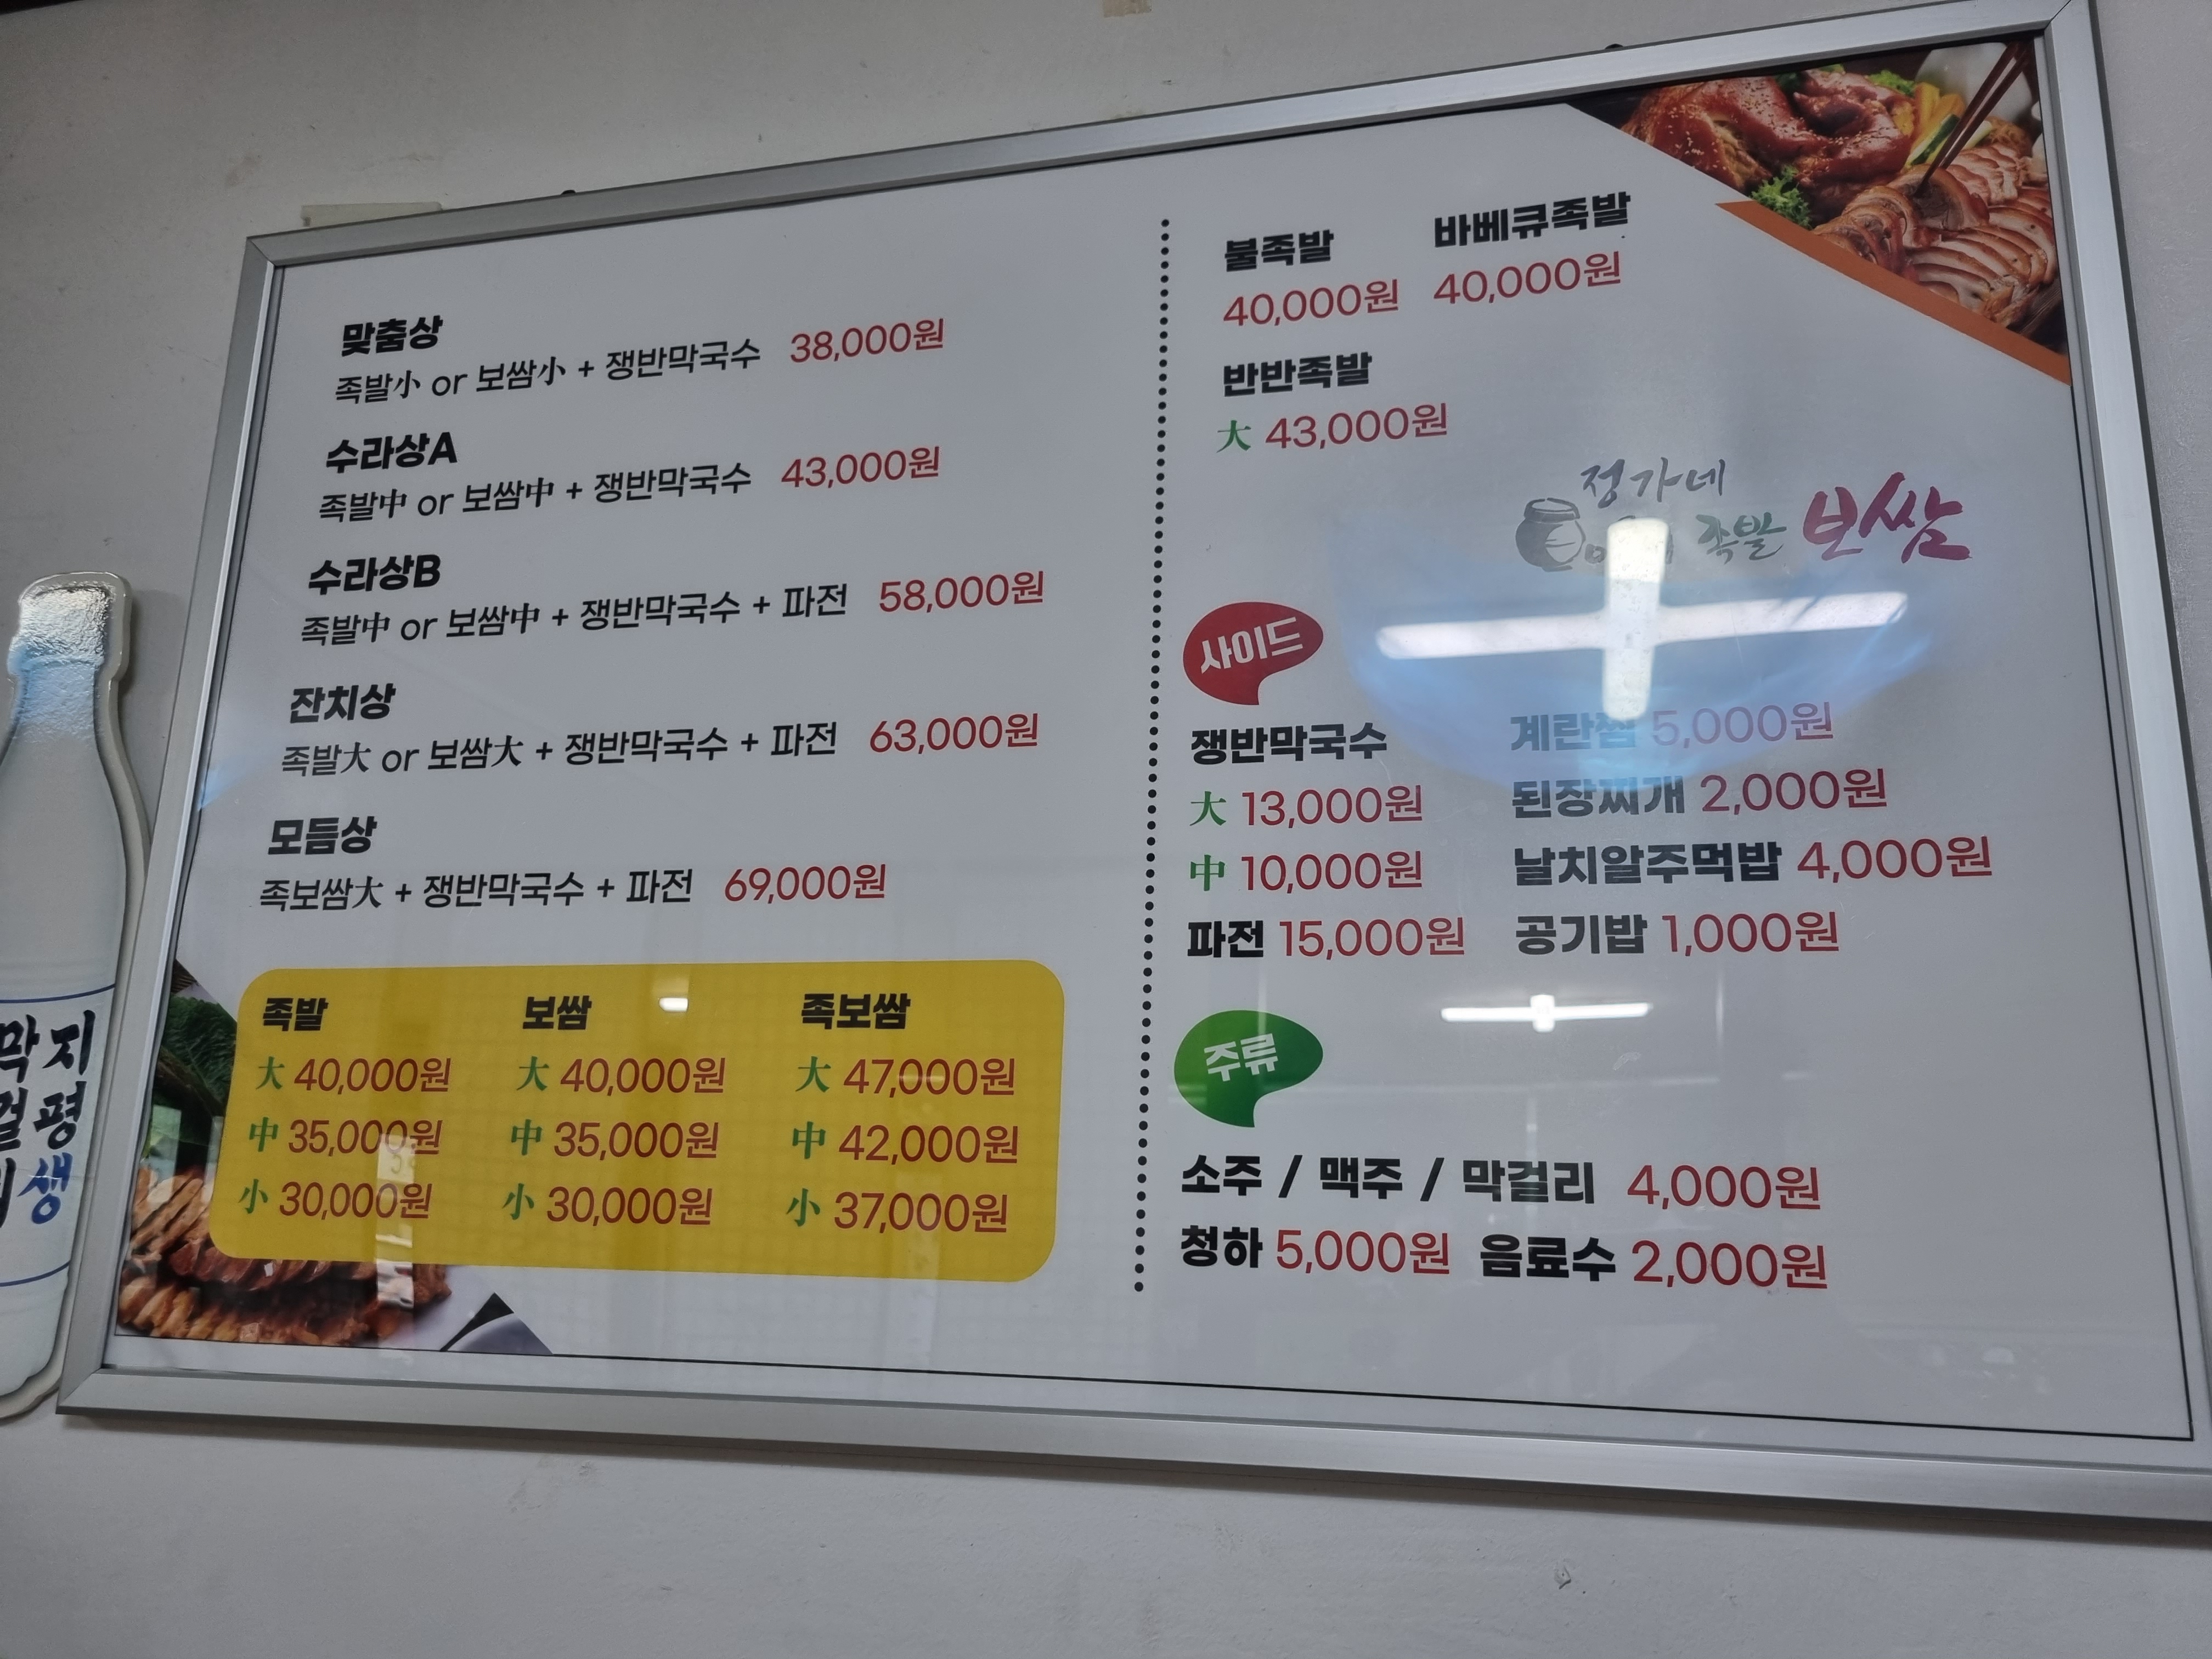 맞춤상
족발小 or 보쌈小 + 쟁반막국수 38,000원
수라상A
족발中 or 보쌈中 + 쟁반막국수 43,000원
수라상B
족발中 or 보쌈中 + 쟁반막국수 + 파전 58,000원
잔치상
족발大 or 보쌈大 + 쟁반막국수 + 파전 63,000원
모듬상
족보쌈大 + 쟁반막국수 + 파전 69,000원
족발 보쌈 족보쌈
大 40,000원 大 40,000원 大 47,000원
中 35,000원 中 35,000원 中 42,000원
小 30,000원 小 30,000원 小 37,000원
불족발 바베큐족발
40,000원 40,000원
반반족발
大 43,000원
정가네
족발 보쌈
사이드
쟁반막국수 계란찜 5,000원
大 13,000원 된장찌개 2,000원
中 10,000원 날치알주먹밥 4,000원
파전 15,000원 공기밥 1,000원
주류
소주 / 맥주 / 막걸리 4,000원
청하 5,000원 음료수 2,000원
지평생
막걸리